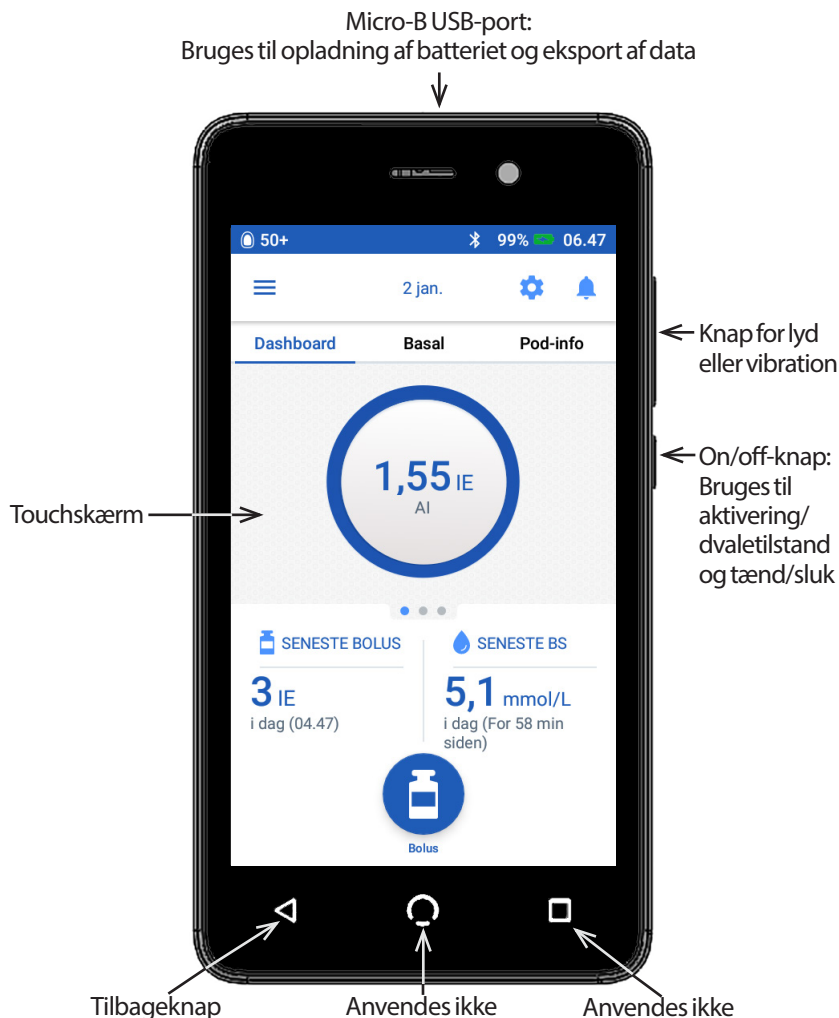 Micro-B USB-port:
Bruges til opladning af batteriet og eksport af data
50+ 99% 06.47
2 jan.
Dashboard Basal Pod-info
Knap for lyd
eller vibration
1,55 IE
AI
On/off-knap:
Bruges til
aktivering/
dvaletilstand
og tænd/sluk
Touchskærm
SENESTE BOLUS
3 IE
i dag (04.47)
SENESTE BS
5,1 mmol/L
i dag (For 58 min
siden)
Bolus
Tilbageknap Anvendes ikke Anvendes ikke